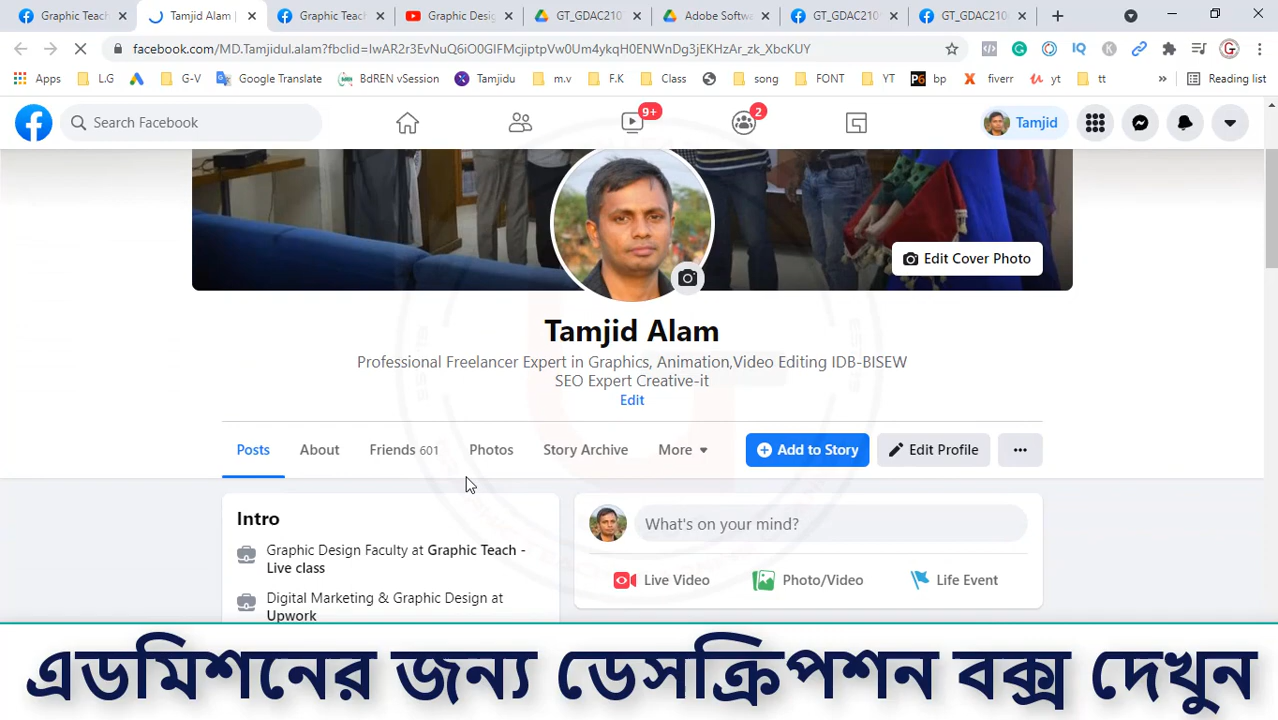 Graphic Teac
Tamjid Alam
Graphic Teac
Graphic Desig
GT_GDAC210
Adobe Softwa
GT_GDAC210
GT_GDAC210
facebook.com/MD.Tamjidul.alam?fbclid=IwAR2r3EvNuQ6iO0GIFMcjiptpVw0Um4ykqH0ENWnDg3jEKHzAr_zk_XbcKUY
Apps L.G G-V Google Translate BdREN vSession Tamjidu m.v F.K Class song FONT YT bp fiverr yt tt » Reading list
Search Facebook
9+
2
Tamjid
Edit Cover Photo
Tamjid Alam
Professional Freelancer Expert in Graphics, Animation,Video Editing IDB-BISEW
SEO Expert Creative-it
Edit
Posts About Friends 601 Photos Story Archive More Add to Story Edit Profile
Intro
Graphic Design Faculty at Graphic Teach -
Live class
Digital Marketing & Graphic Design at
Upwork
What's on your mind?
Live Video Photo/Video Life Event
এডমিশনের জন্য ডেসক্রিপশন বক্স দেখুন